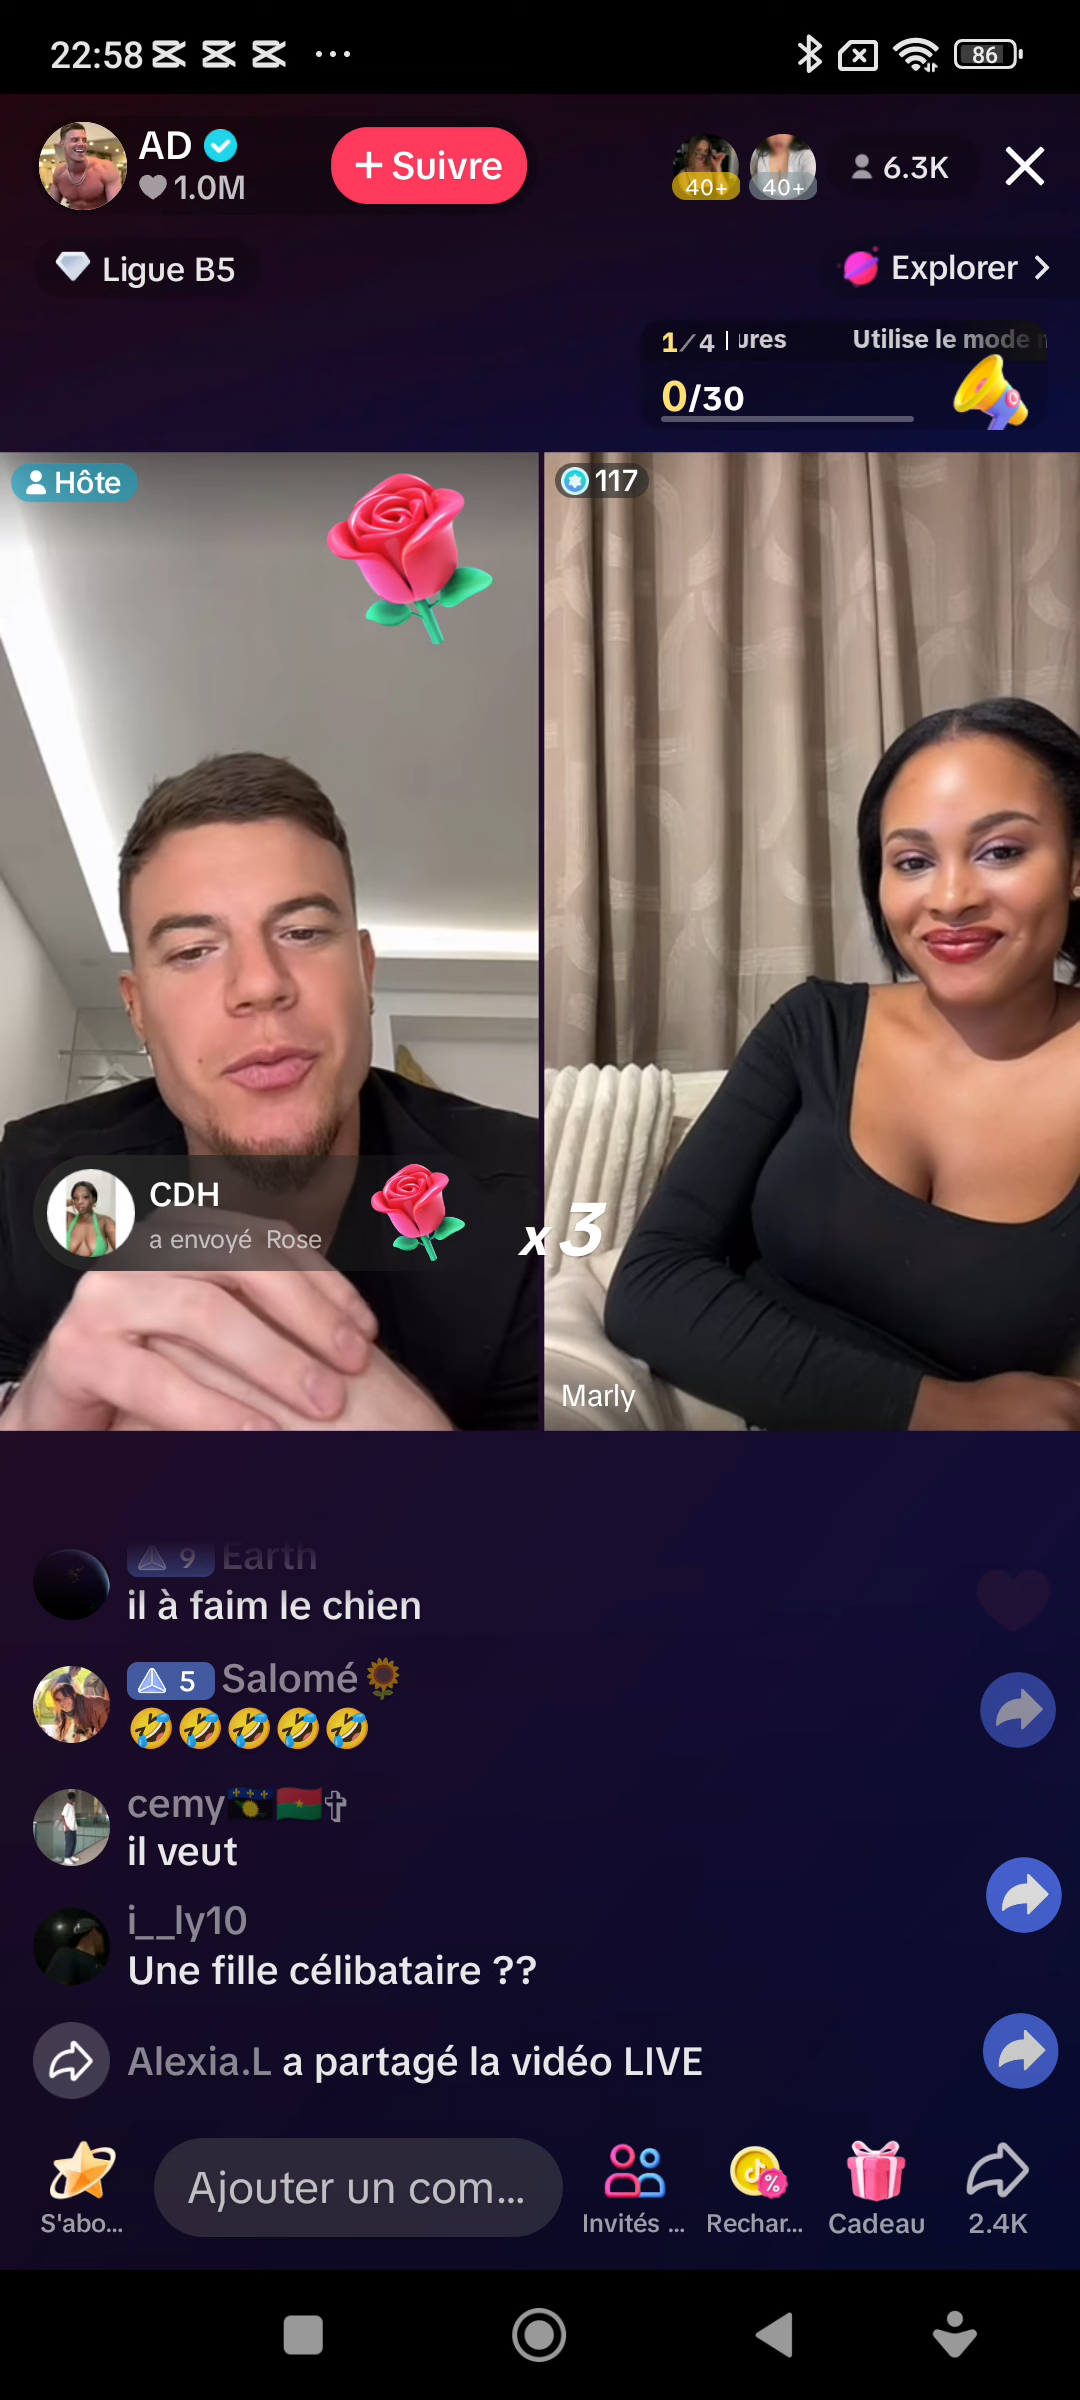 22:58
86
AD
1.0M
+ Suivre
40+
40+
6.3K
Ligue B5
Explorer
1/4 | ures Utilise le mode
0/30
Hôte
117
CDH
a envoyé Rose
x3
Marly
9 Earth
il à faim le chien
5 Salomé🌻
🤣🤣🤣🤣🤣
cemy🇬🇵🇧🇫✞
il veut
i__ly10
Une fille célibataire ??
Alexia.L a partagé la vidéo LIVE
S'abo...
Ajouter un com...
Invités ...
Rechar...
Cadeau
2.4K